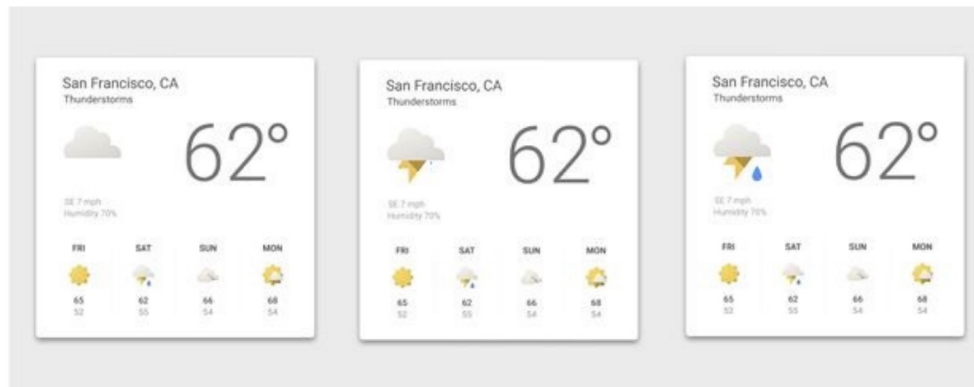 San Francisco, CA
Thunderstorms
62°
SE 7 mph
Humidity 70%
FRI SAT SUN MON
65 62 66 68
52 55 54 54
San Francisco, CA
Thunderstorms
62°
SE 7 mph
Humidity 70%
FRI SAT SUN MON
65 62 66 68
52 55 54 54
San Francisco, CA
Thunderstorms
62°
SE 7 mph
Humidity 70%
FRI SAT SUN MON
65 62 66 68
52 55 54 54